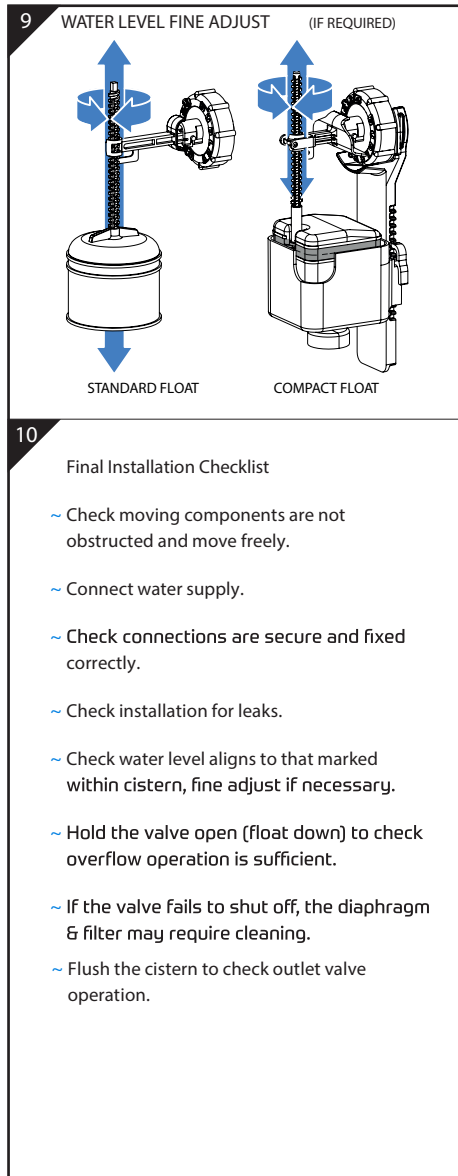 9
WATER LEVEL FINE ADJUST (IF REQUIRED)
STANDARD FLOAT COMPACT FLOAT
10
Final Installation Checklist
~ Check moving components are not
obstructed and move freely.
~ Connect water supply.
~ Check connections are secure and fixed
correctly.
~ Check installation for leaks.
~ Check water level aligns to that marked
within cistern, fine adjust if necessary.
~ Hold the valve open (float down) to check
overflow operation is sufficient.
~ If the valve fails to shut off, the diaphragm
& filter may require cleaning.
~ Flush the cistern to check outlet valve
operation.